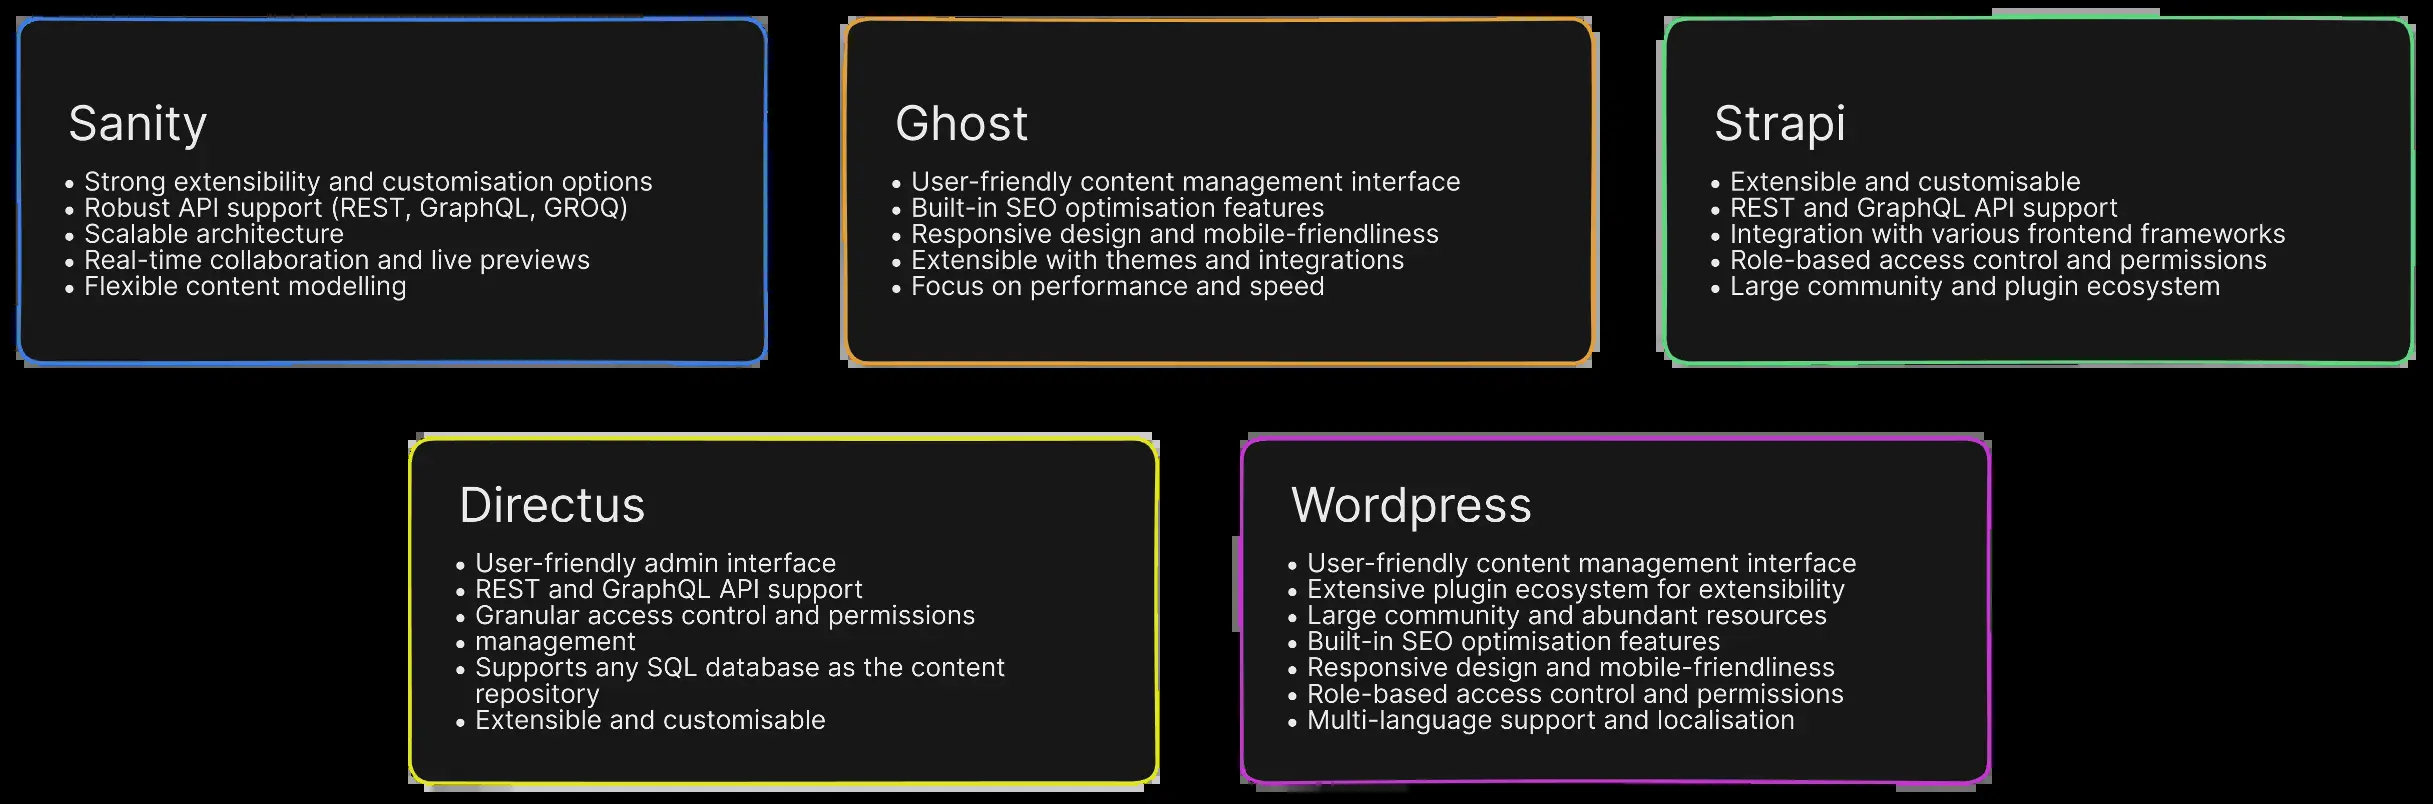 Sanity
• Strong extensibility and customisation options
• Robust API support (REST, GraphQL, GROQ)
• Scalable architecture
• Real-time collaboration and live previews
• Flexible content modelling
Ghost
• User-friendly content management interface
• Built-in SEO optimisation features
• Responsive design and mobile-friendliness
• Extensible with themes and integrations
• Focus on performance and speed
Strapi
• Extensible and customisable
• REST and GraphQL API support
• Integration with various frontend frameworks
• Role-based access control and permissions
• Large community and plugin ecosystem
Directus
• User-friendly admin interface
• REST and GraphQL API support
• Granular access control and permissions
• management
• Supports any SQL database as the content
repository
• Extensible and customisable
Wordpress
• User-friendly content management interface
• Extensive plugin ecosystem for extensibility
• Large community and abundant resources
• Built-in SEO optimisation features
• Responsive design and mobile-friendliness
• Role-based access control and permissions
• Multi-language support and localisation